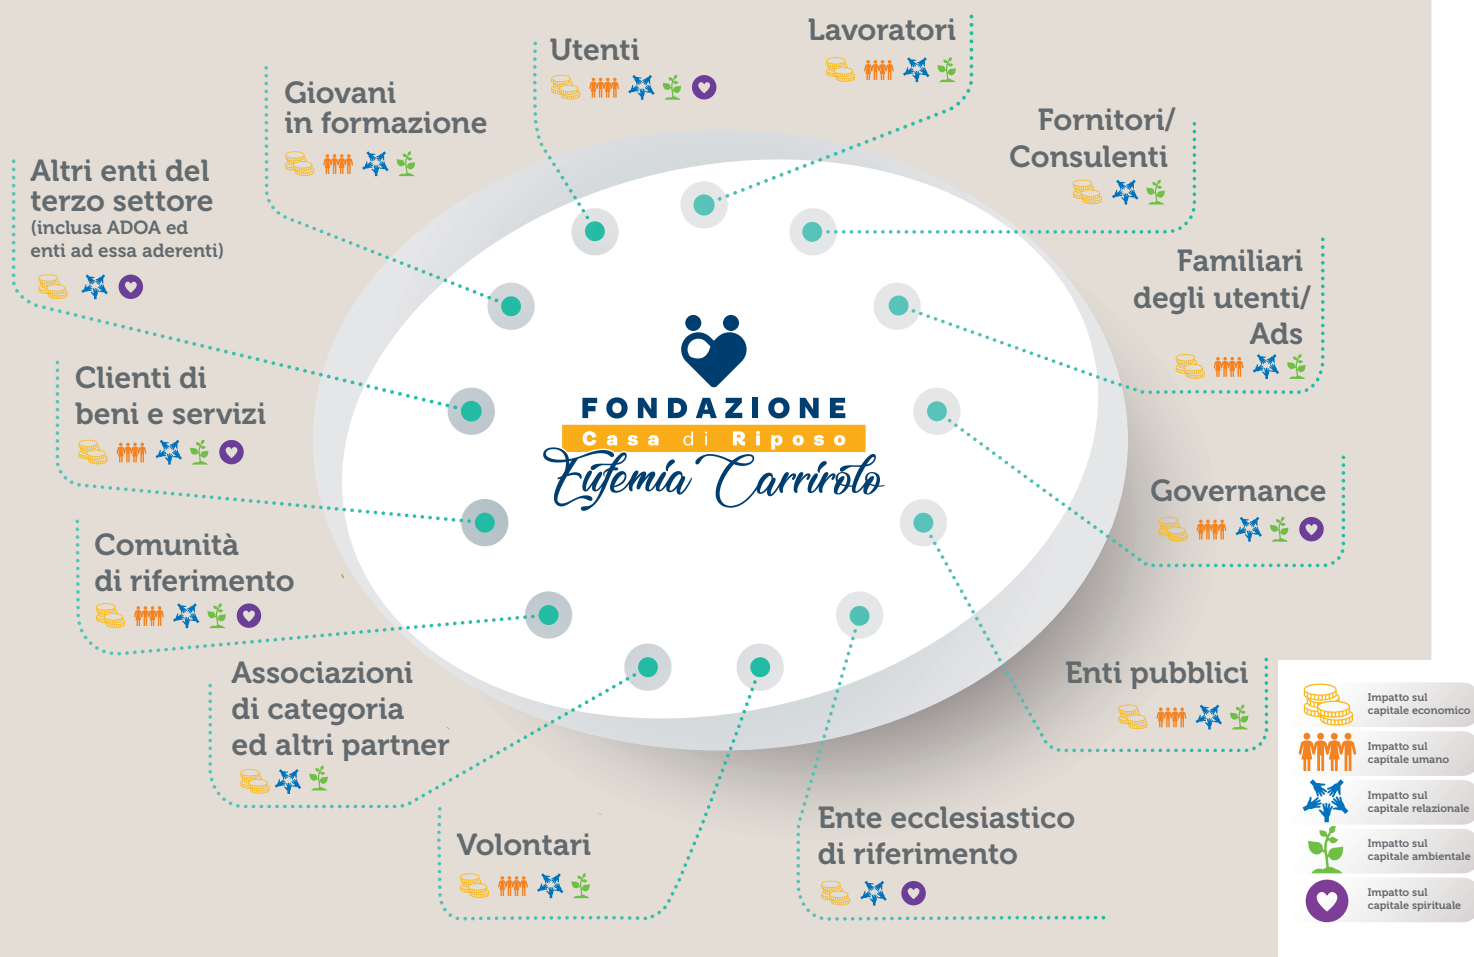 Utenti
Lavoratori
Giovani
in formazione
Fornitori/
Consulenti
Altri enti del
terzo settore
(inclusa ADOA ed
enti ad essa aderenti)
Familiari
degli utenti/
Ads
Clienti di
beni e servizi
FONDAZIONE
Casa di Riposo
Eufemia Carrirolo
Governance
Comunità
di riferimento
Associazioni
di categoria
ed altri partner
Enti pubblici
Volontari
Ente ecclesiastico
di riferimento
Impatto sul
capitale economico
Impatto sul
capitale umano
Impatto sul
capitale relazionale
Impatto sul
capitale ambientale
Impatto sul
capitale spirituale